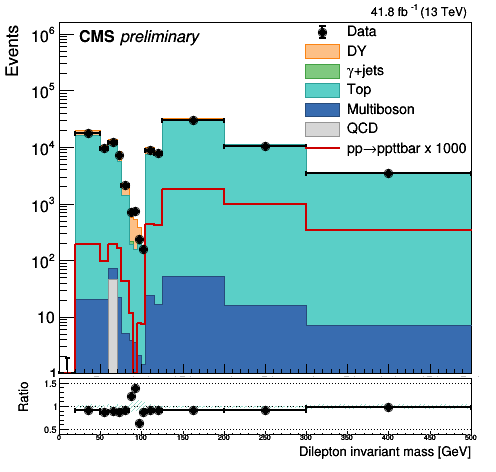 41.8 fb⁻¹ (13 TeV)
CMS preliminary
Events
Data
DY
γ+jets
Top
Multiboson
QCD
pp→ppttbar x 1000
10⁶
10⁵
10⁴
10³
10²
10
1
Ratio
1.5
1
0.5
0 50 100 150 200 250 300 350 400 450 500
Dilepton invariant mass [GeV]